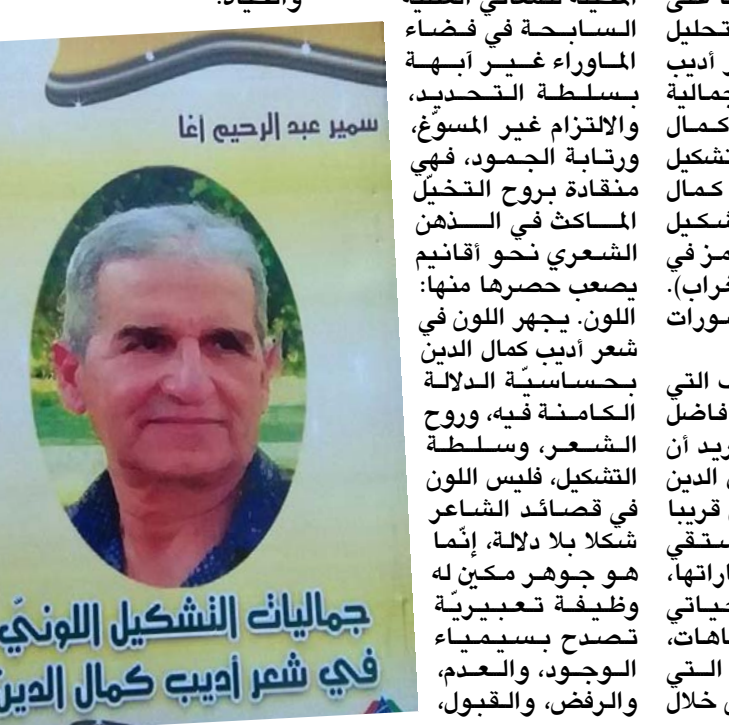 تحليل
أديب
جمالية
كمال
تشكيل
كمال
شكيل
مز في
غراب).
سورات
التي
فاضل
ريد أن
الدين
قريبا
ستقي
اراتها،
حياتي
اهات،
التي
خلال
السابحة في فضاء
الماوراء غير آبهة
بسلطة التحديد،
والالتزام غير المسوّغ،
ورتابة الجمود، فهي
منقادة بروح التخيّل
الماكث في الذهن
الشعري نحو أقانيم
يصعب حصرها منها:
اللون. يجهر اللون في
شعر أديب كمال الدين
بحساسيّة الدلالة
الكامنة فيه، وروح
الشعر، وسلطة
التشكيل، فليس اللون
في قصائد الشاعر
شكلا بلا دلالة، إنّما
هو جوهر مكين له
وظيفة تعبيريّة
تصدح بسيمياء
الوجود، والعدم،
والرفض، والقبول،
سمير عبد الرحيم أغا
جماليات التشكيل اللونيّ
في شعر أديب كمال الدين